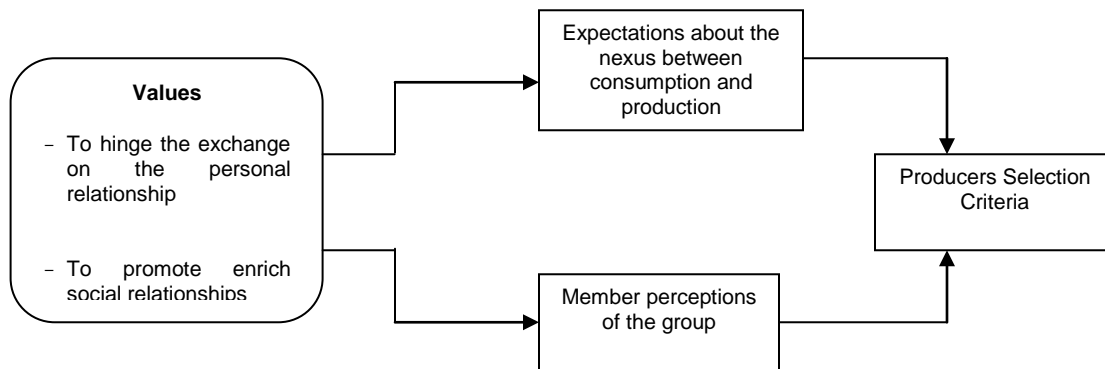 Values
- To hinge the exchange
on the personal
relationship
- To promote enrich
social relationships
Expectations about the
nexus between
consumption and
production
Member perceptions
of the group
Producers Selection
Criteria